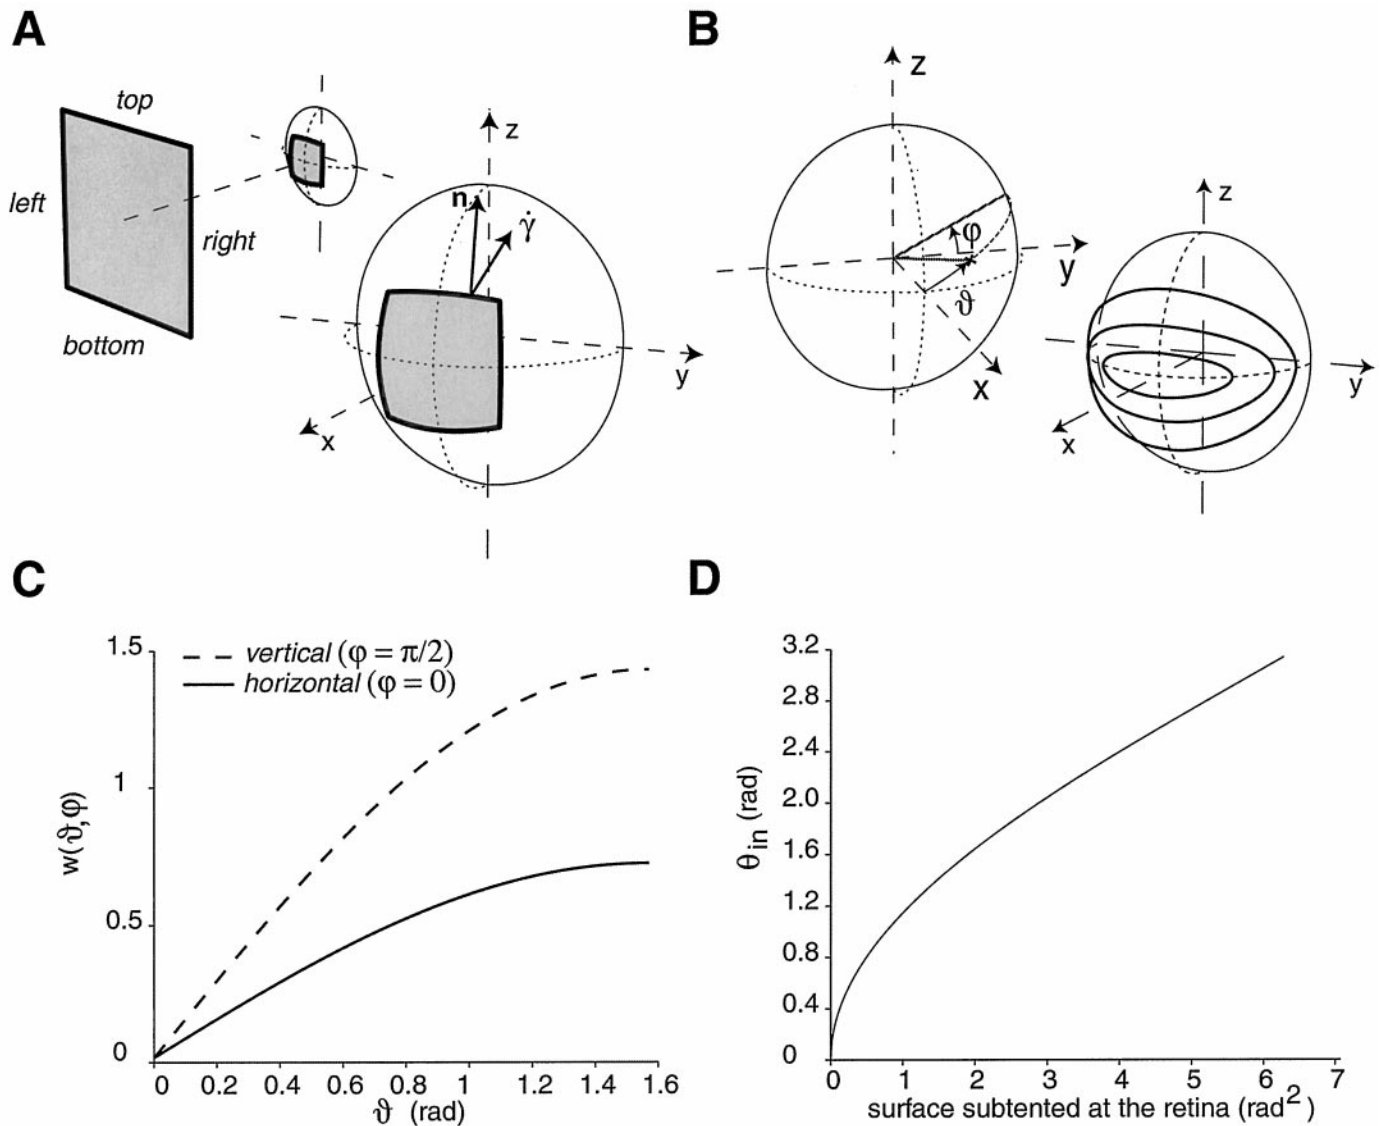 A
top
left
right
bottom
z
n
γ̇
y
x
B
z
φ
y
ϑ
x
z
y
x
C
1.5
1
0.5
0
w(ϑ,φ)
vertical (φ = π/2)
horizontal (φ = 0)
0 0.2 0.4 0.6 0.8 1 1.2 1.4 1.6
ϑ (rad)
D
3.2
2.8
2.4
2.0
1.6
1.2
0.8
0.4
0
θin (rad)
0 1 2 3 4 5 6 7
surface subtented at the retina (rad²)